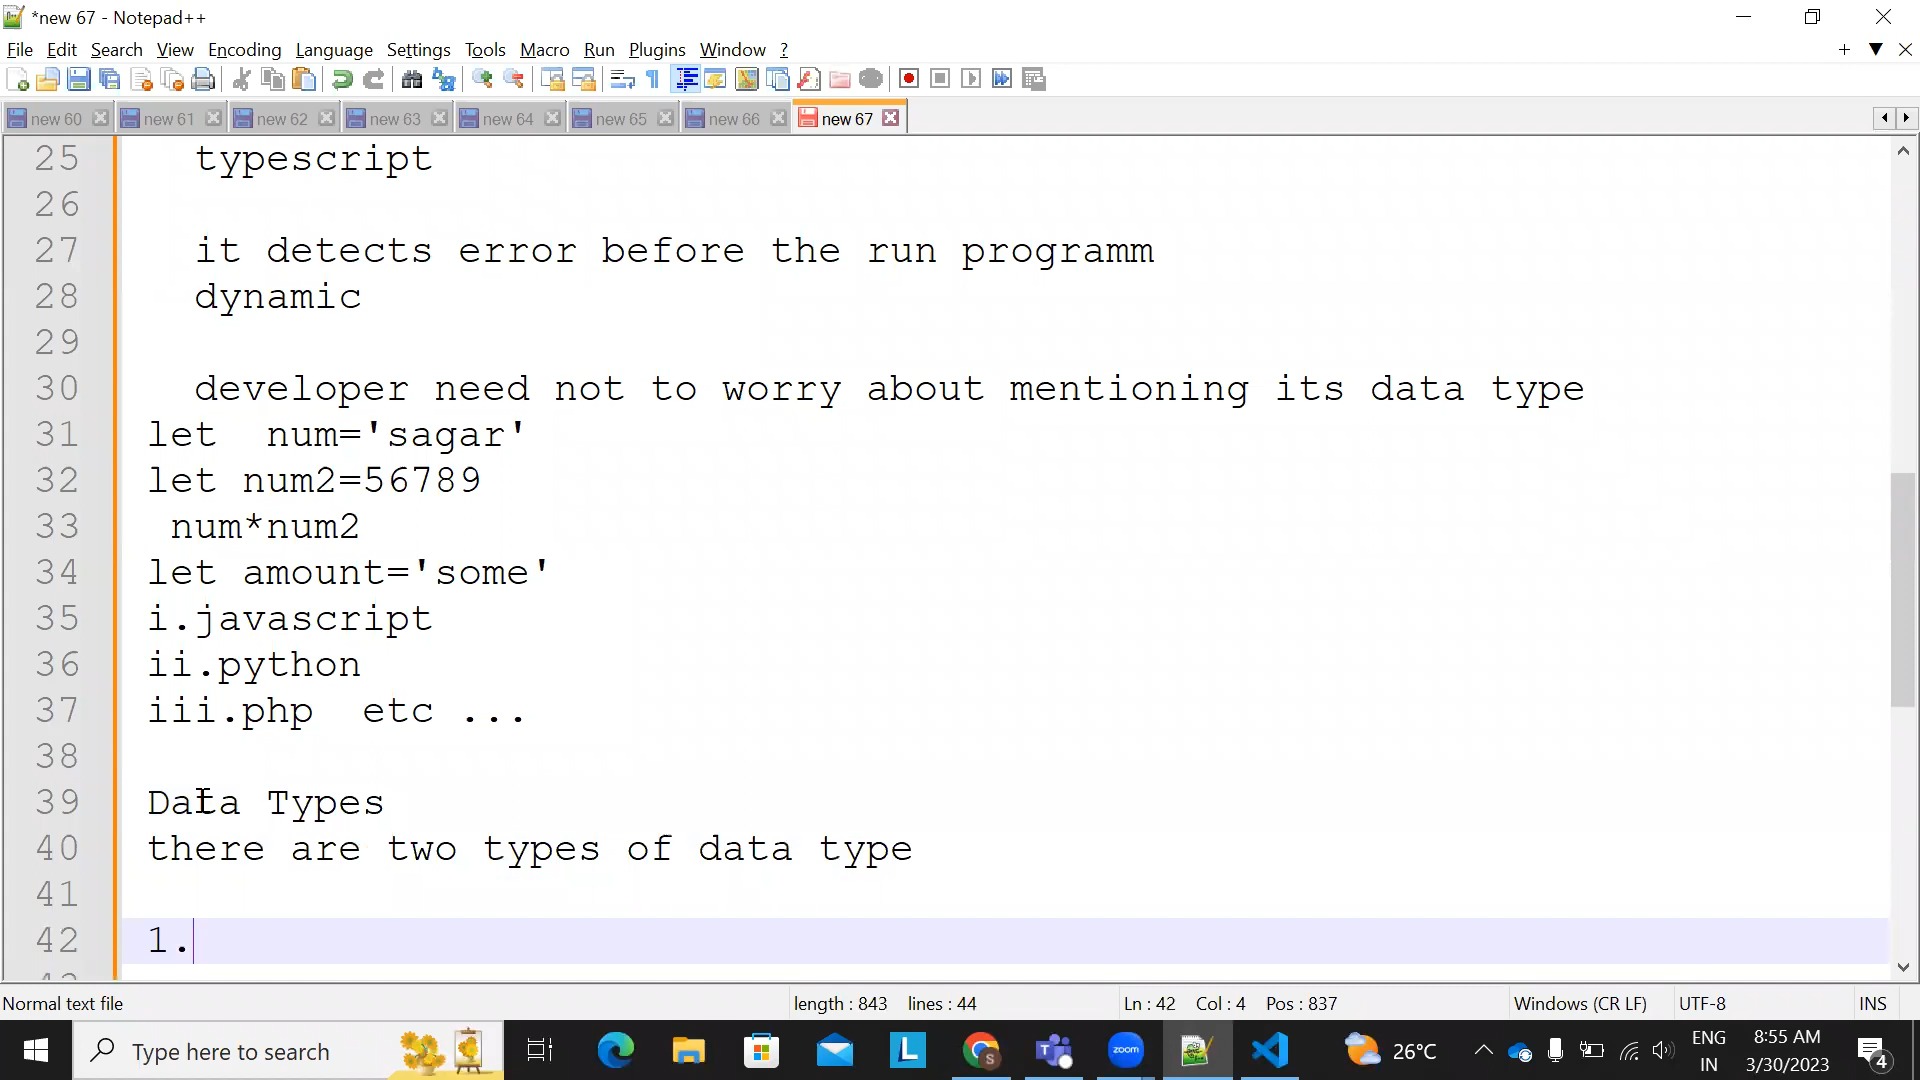 *new 67 - Notepad++
File Edit Search View Encoding Language Settings Tools Macro Run Plugins Window ?
new 60 new 61 new 62 new 63 new 64 new 65 new 66 new 67
25 typescript
26
27 it detects error before the run programm
28 dynamic
29
30 developer need not to worry about mentioning its data type
31 let  num='sagar'
32 let num2=56789
33 num*num2
34 let amount='some'
35 i.javascript
36 ii.python
37 iii.php  etc ...
38
39 Data Types
40 there are two types of data type
41
42 1.
Normal text file length : 843 lines : 44 Ln : 42 Col : 4 Pos : 837 Windows (CR LF) UTF-8 INS
Type here to search L S zoom 26°C ENG IN 8:55 AM 3/30/2023 4